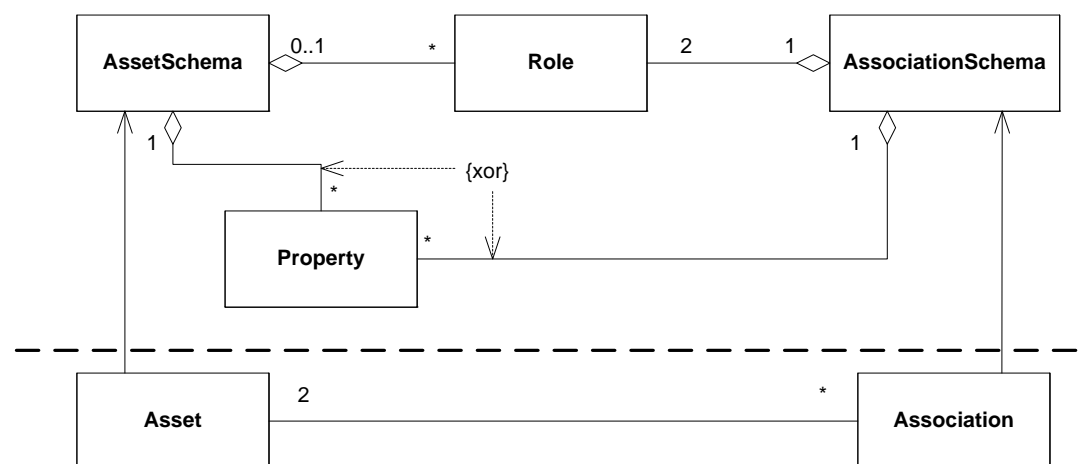 0..1 * 2 1
AssetSchema Role AssociationSchema
1 {xor} 1
*
*
Property
2 *
Asset Association